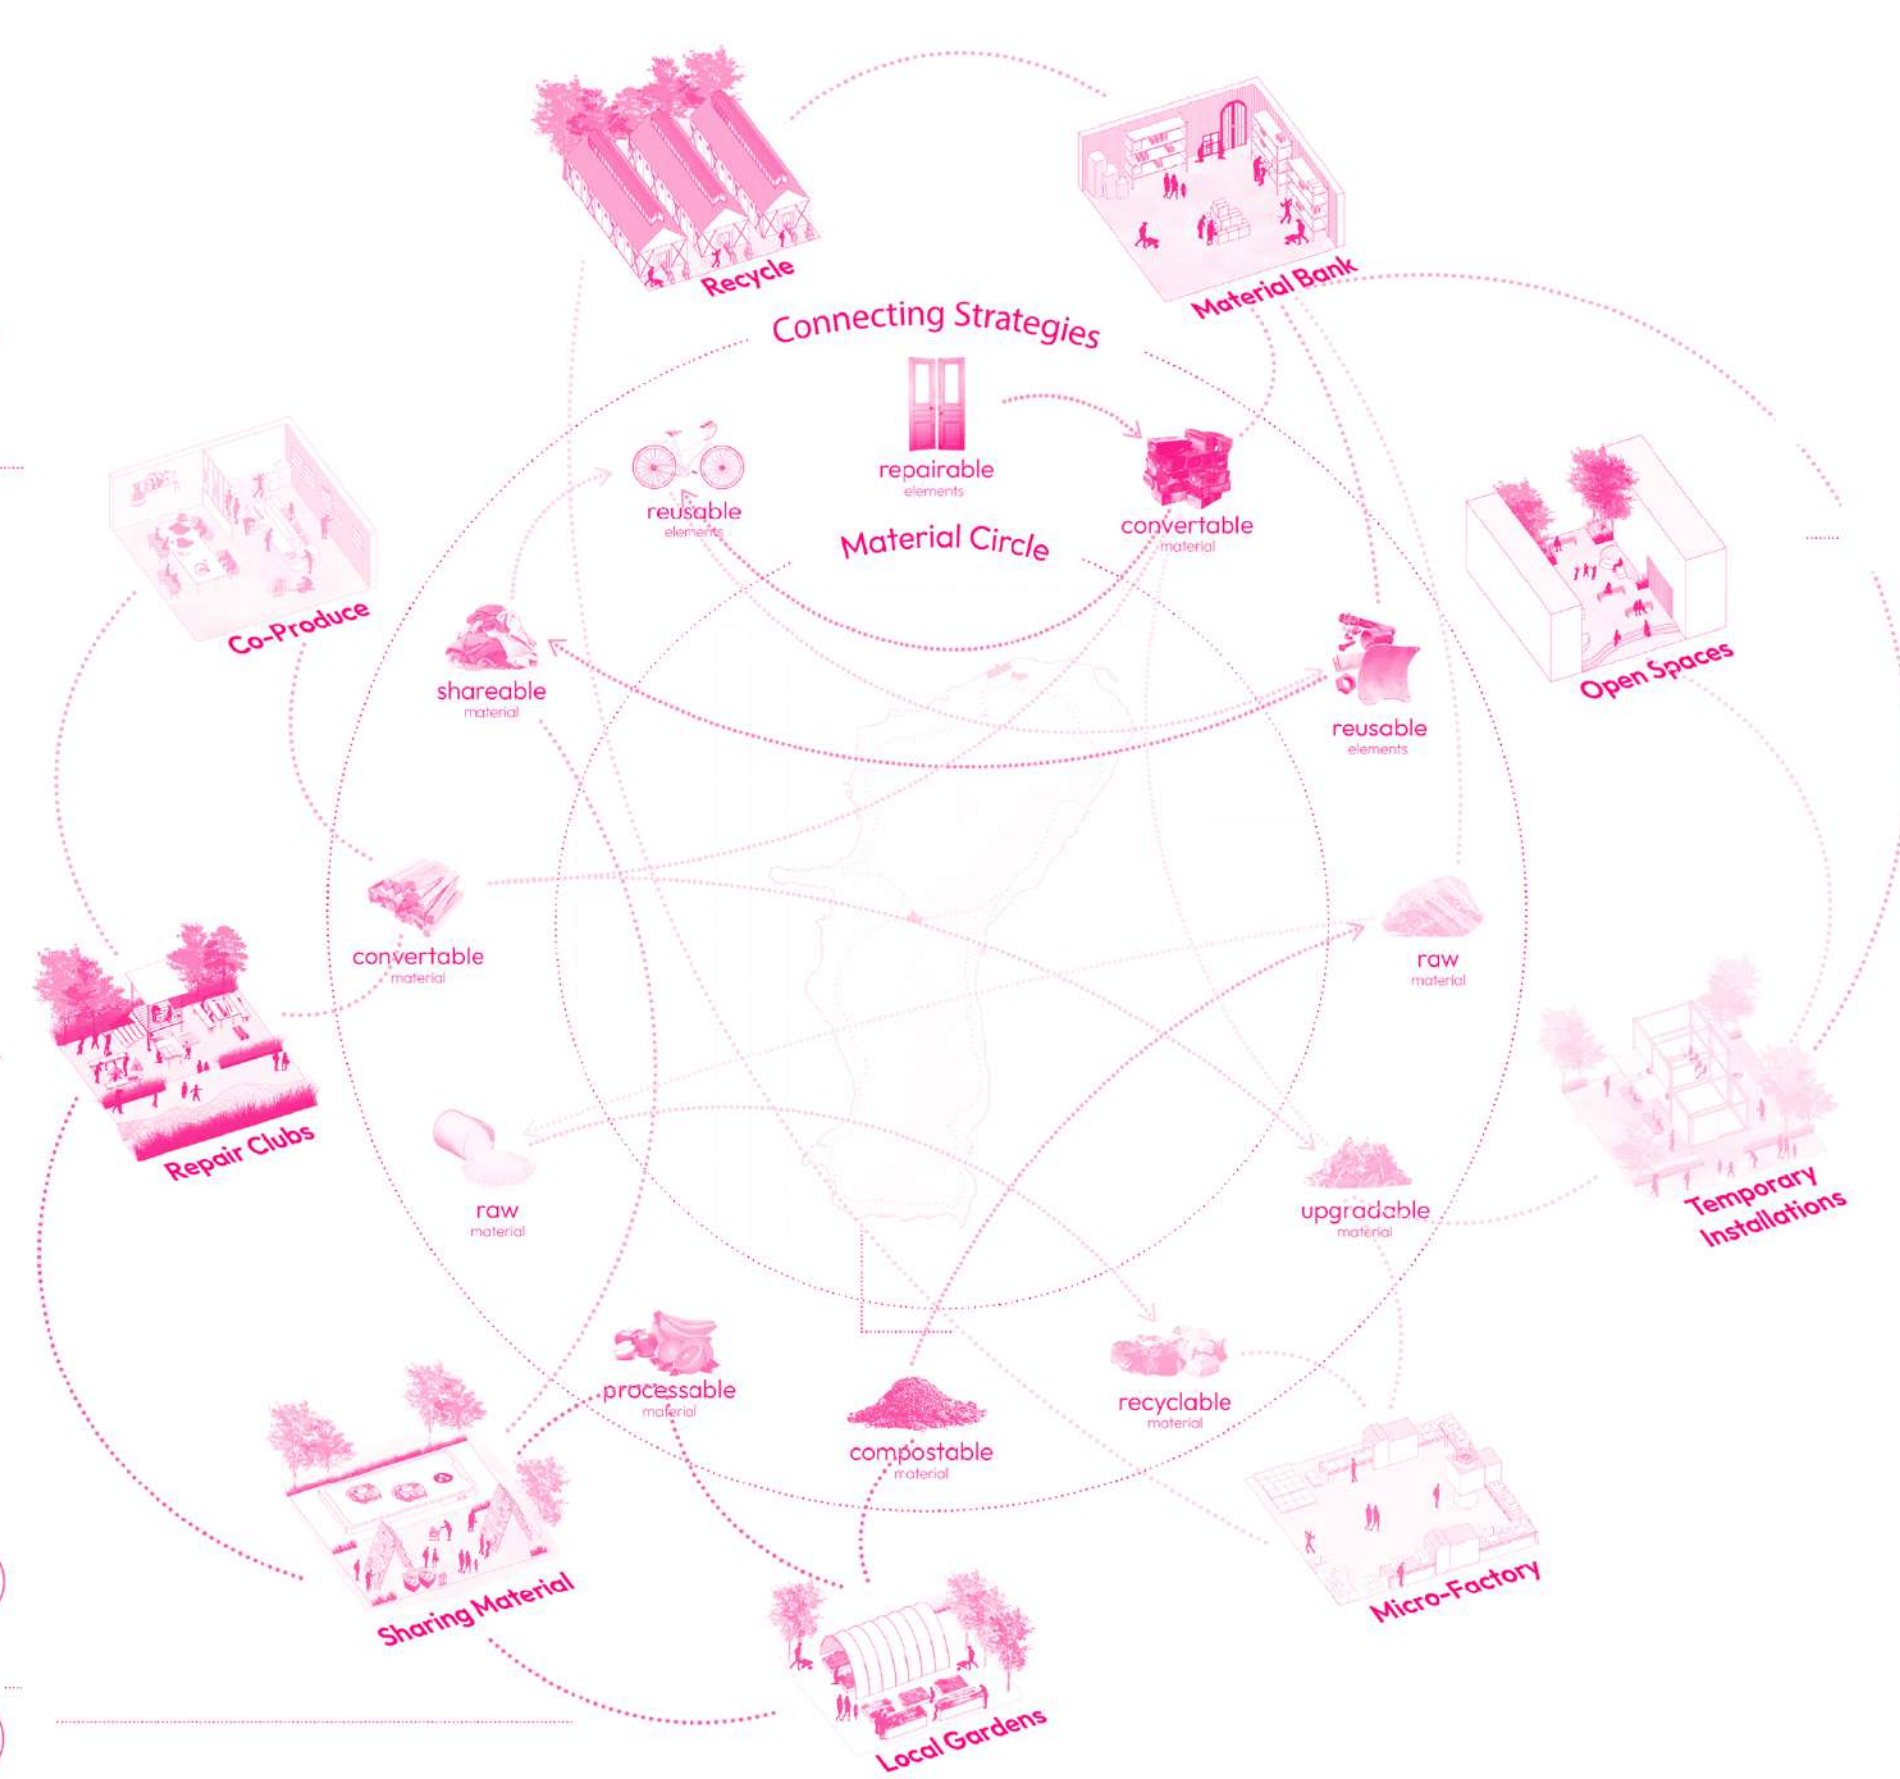 Recycle
Material Bank
Connecting Strategies
repairable
elements
reusable
elements
convertable
material
Material Circle
Co-Produce
shareable
material
reusable
elements
Open Spaces
convertable
material
raw
material
Repair Clubs
raw
material
upgradable
material
Temporary
Installations
processable
material
recyclable
material
compostable
material
Sharing Material
Micro-Factory
Local Gardens